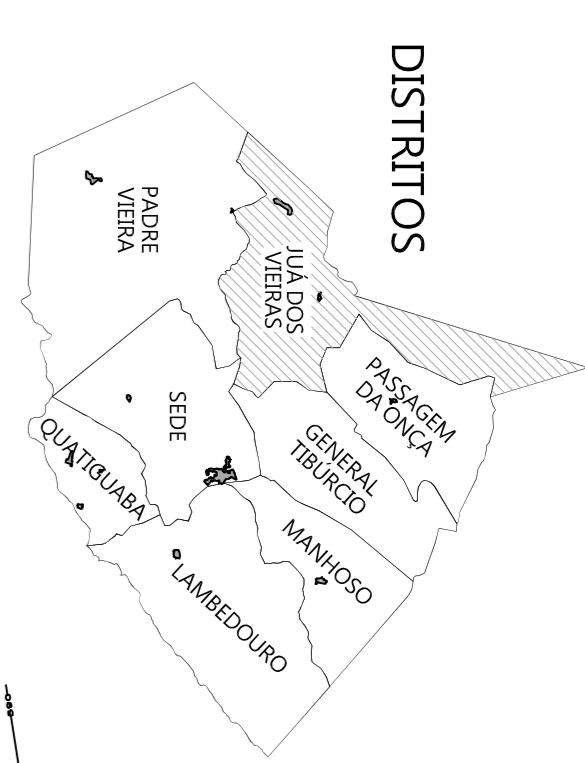 DISTRITOS
PASSAGEM
DA ONÇA
JUÁ DOS
VIEIRAS
GENERAL
TIBÚRCIO
PADRE
VIEIRA
MANHOSO
SEDE
LAMBEDOURO
QUATIGUABA